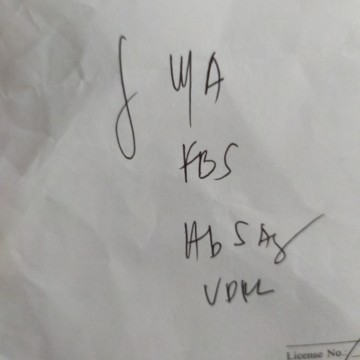 U/A
FBS
HbSAg
VDRL
License No.